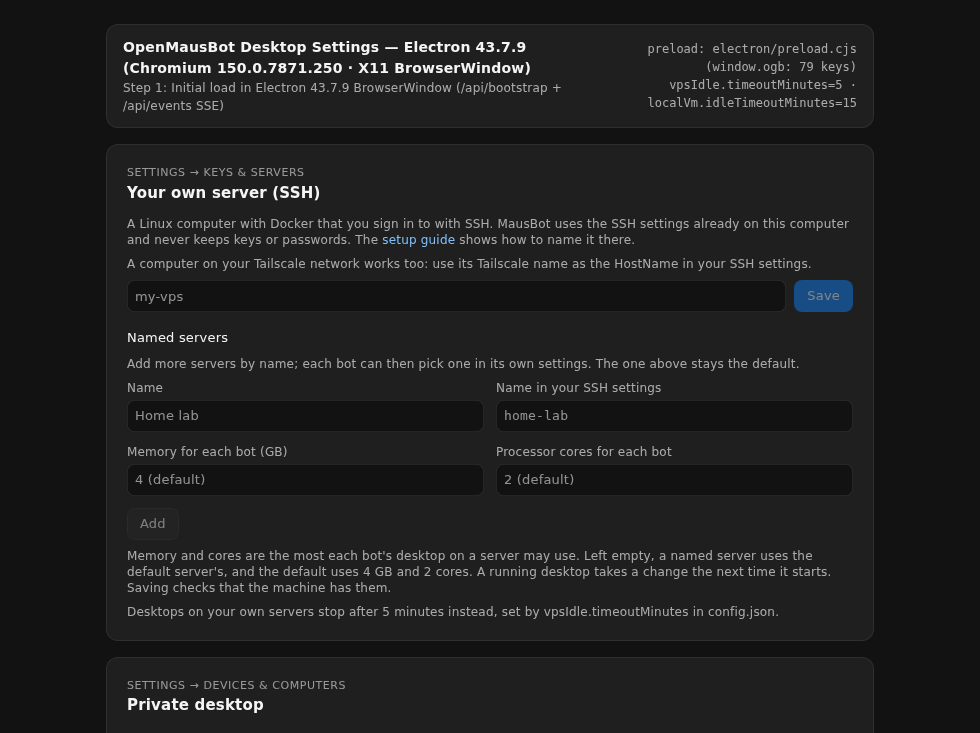 OpenMausBot Desktop Settings — Electron 43.7.9
(Chromium 150.0.7871.250 · X11 BrowserWindow)
Step 1: Initial load in Electron 43.7.9 BrowserWindow (/api/bootstrap +
/api/events SSE)
preload: electron/preload.cjs
(window.ogb: 79 keys)
vpsIdle.timeoutMinutes=5 ·
localVm.idleTimeoutMinutes=15
SETTINGS → KEYS & SERVERS
Your own server (SSH)
A Linux computer with Docker that you sign in to with SSH. MausBot uses the SSH settings already on this computer
and never keeps keys or passwords. The setup guide shows how to name it there.
A computer on your Tailscale network works too: use its Tailscale name as the HostName in your SSH settings.
my-vps
Save
Named servers
Add more servers by name; each bot can then pick one in its own settings. The one above stays the default.
Name
Name in your SSH settings
Home lab
home-lab
Memory for each bot (GB)
Processor cores for each bot
4 (default)
2 (default)
Add
Memory and cores are the most each bot's desktop on a server may use. Left empty, a named server uses the
default server's, and the default uses 4 GB and 2 cores. A running desktop takes a change the next time it starts.
Saving checks that the machine has them.
Desktops on your own servers stop after 5 minutes instead, set by vpsIdle.timeoutMinutes in config.json.
SETTINGS → DEVICES & COMPUTERS
Private desktop